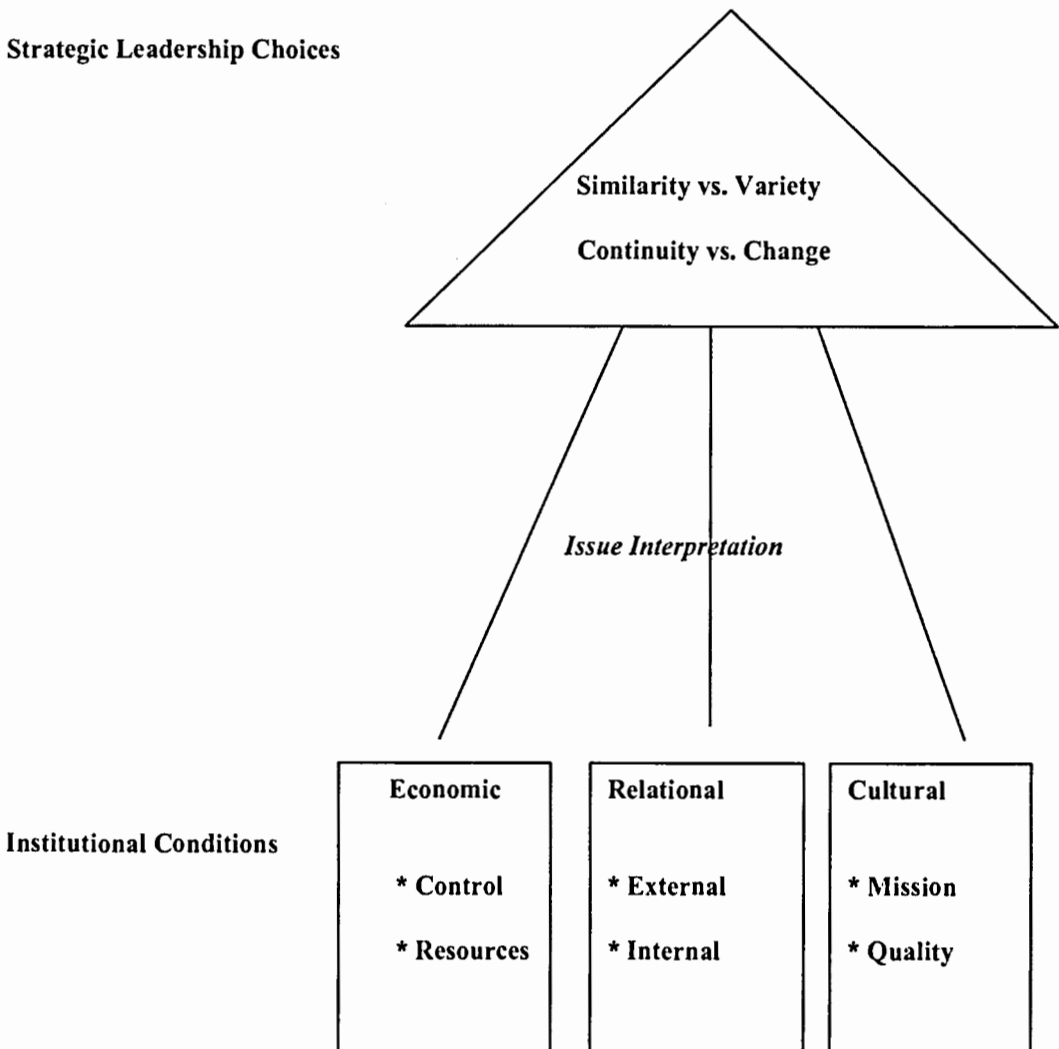 Strategic Leadership Choices
Similarity vs. Variety
Continuity vs. Change
Issue Interpretation
Institutional Conditions
Economic
* Control
* Resources
Relational
* External
* Internal
Cultural
* Mission
* Quality